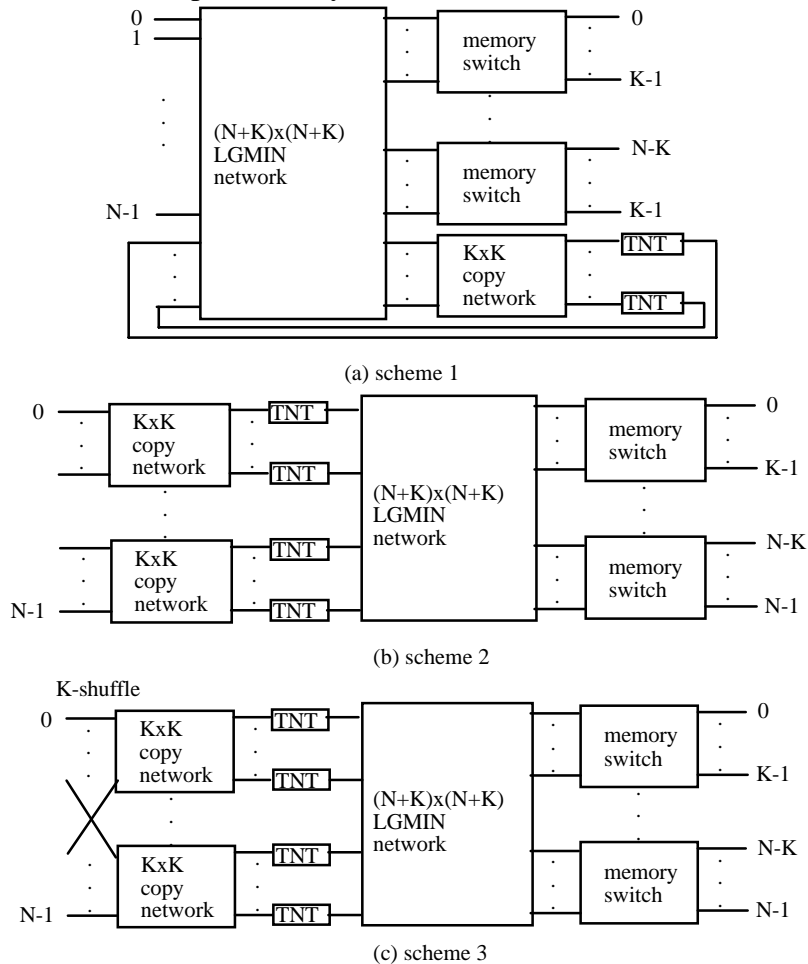 0
1
N-1
(N+K)x(N+K)
LGMIN
network
memory
switch
0
K-1
memory
switch
N-K
K-1
KxK
copy
network
TNT
TNT
(a) scheme 1
0
N-1
KxK
copy
network
KxK
copy
network
TNT
TNT
TNT
TNT
(N+K)x(N+K)
LGMIN
network
memory
switch
memory
switch
0
K-1
N-K
N-1
(b) scheme 2
K-shuffle
0
N-1
KxK
copy
network
KxK
copy
network
TNT
TNT
TNT
TNT
(N+K)x(N+K)
LGMIN
network
memory
switch
memory
switch
0
K-1
N-K
N-1
(c) scheme 3